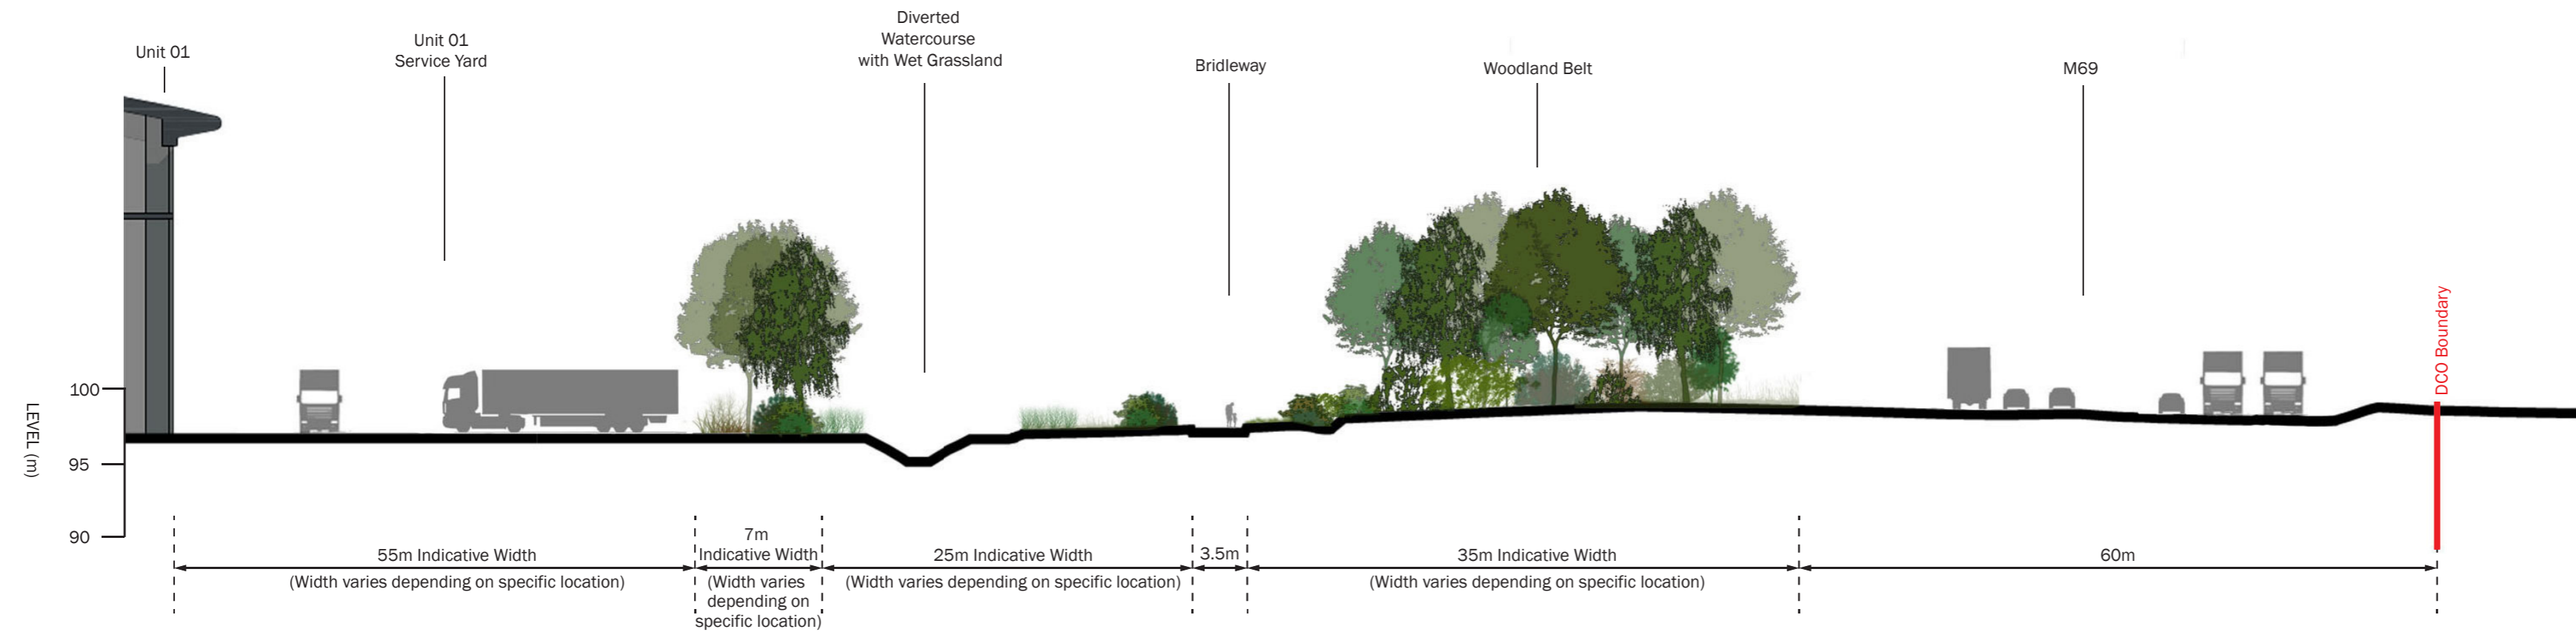 Unit 01
Unit 01
Service Yard
Diverted
Watercourse
with Wet Grassland
Bridleway
Woodland Belt
M69
DCO Boundary
LEVEL (m)
100
95
90
55m Indicative Width
(Width varies depending on specific location)
7m
Indicative Width
(Width varies
depending on
specific location)
25m Indicative Width
(Width varies depending on specific location)
3.5m
35m Indicative Width
(Width varies depending on specific location)
60m